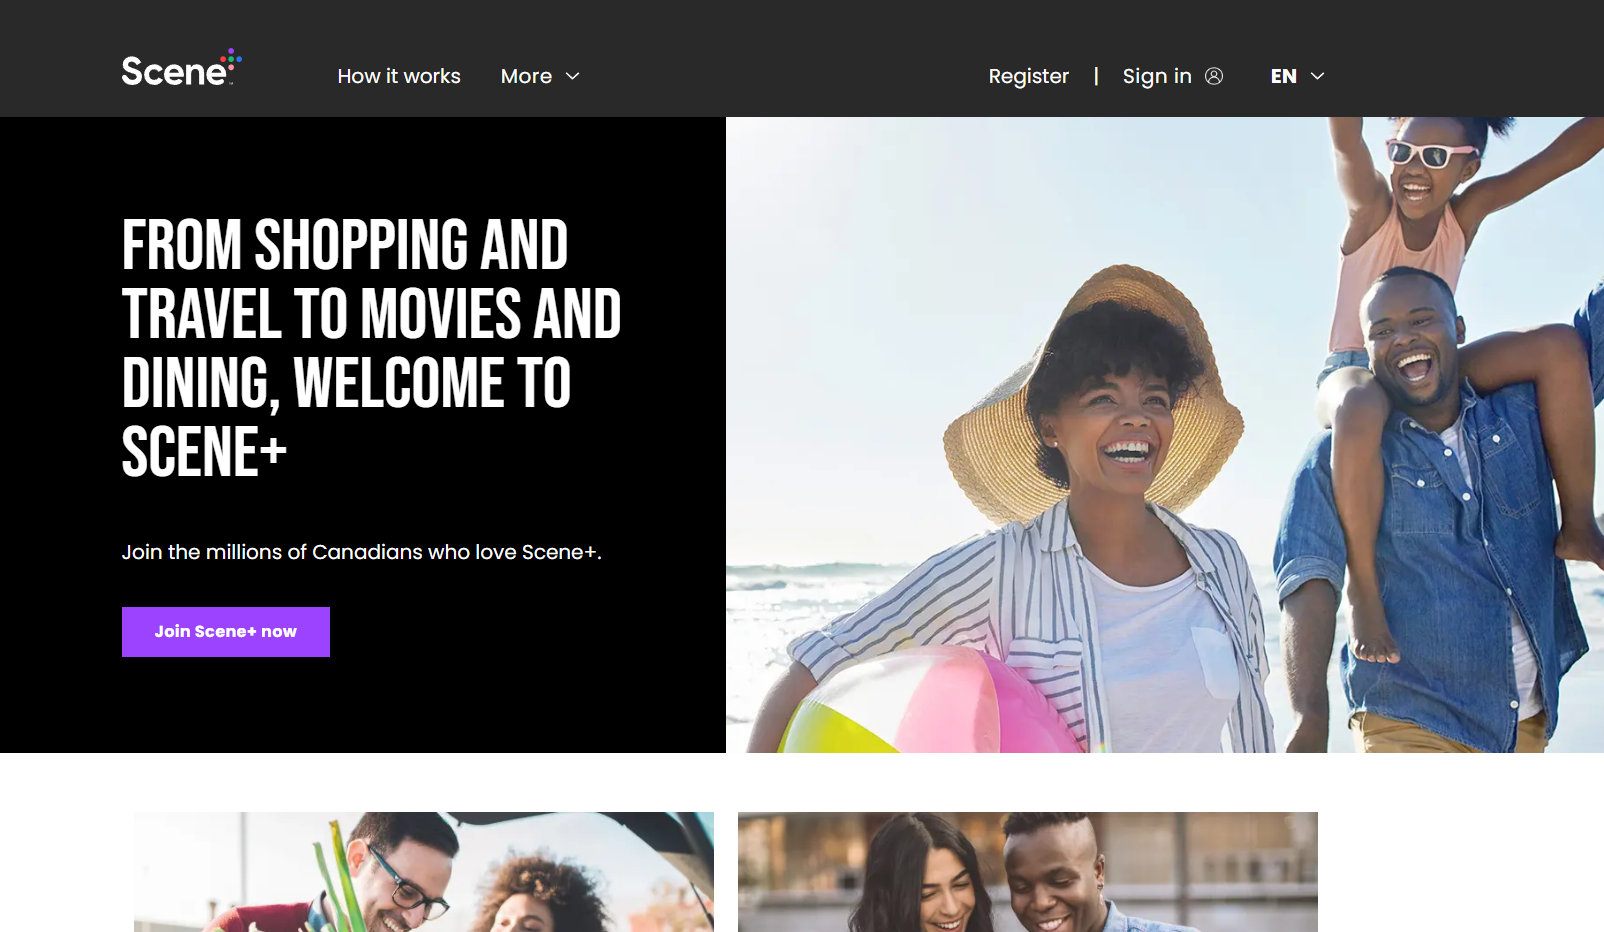 Scene+
How it works
More
Register | Sign in
EN
FROM SHOPPING AND
TRAVEL TO MOVIES AND
DINING, WELCOME TO
SCENE+
Join the millions of Canadians who love Scene+.
Join Scene+ now